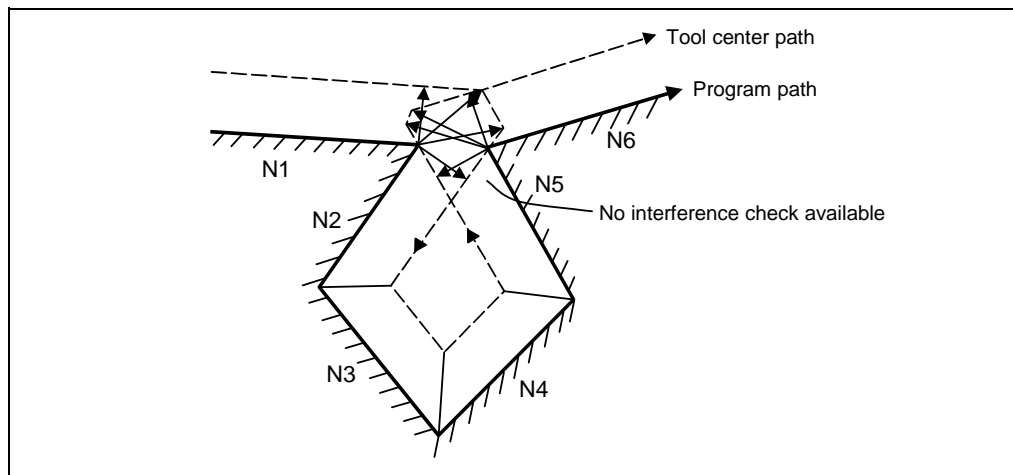 Tool center path
Program path
N1
N6
N2
N5
No interference check available
N3
N4